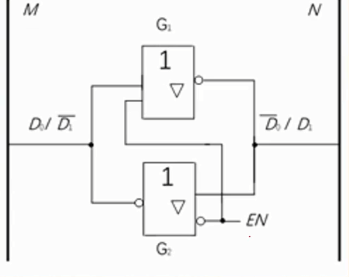 M N
G₁
1
▽
D₀/ D̅₁ D̅₀ / D₁
1
▽
EN
G₂